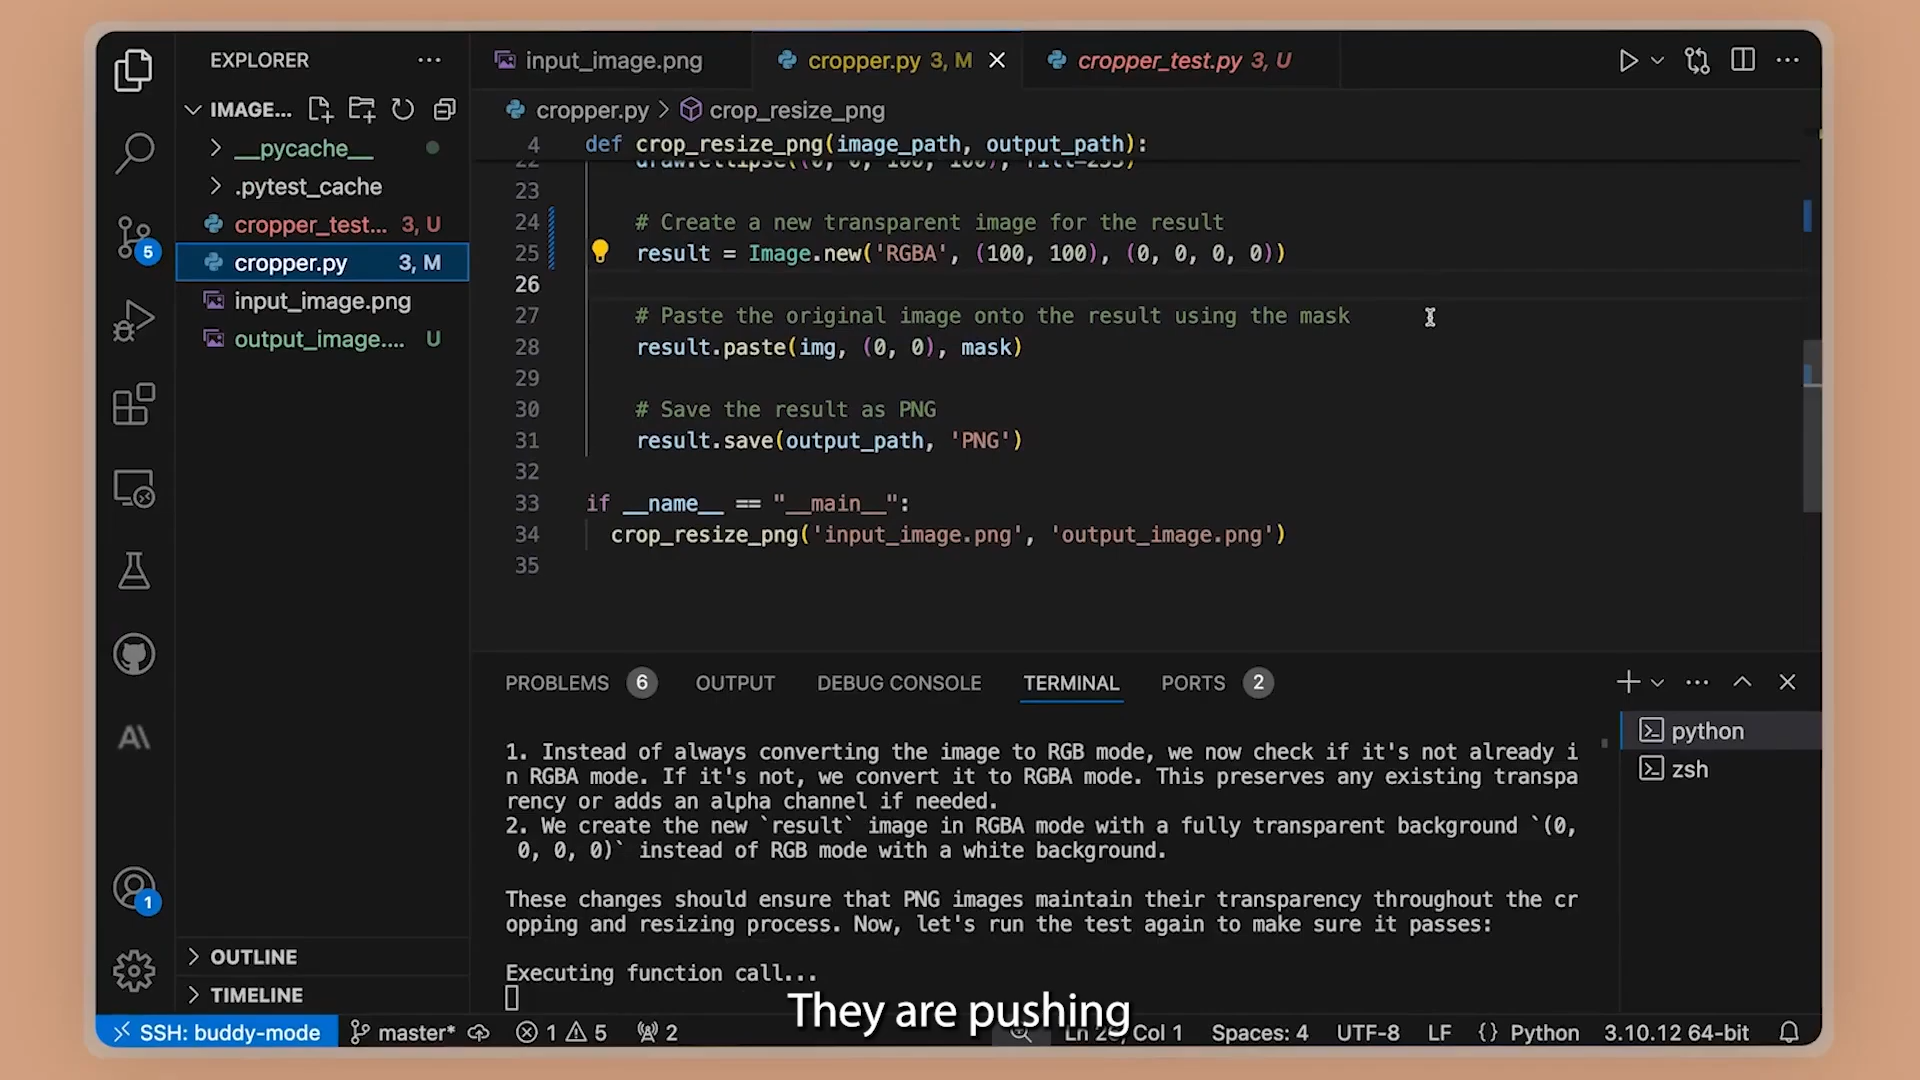 EXPLORER
input_image.png
cropper.py 3, M
cropper_test.py 3, U
IMAGE...
cropper.py > crop_resize_png
__pycache__
.pytest_cache
cropper_test... 3, U
cropper.py 3, M
input_image.png
output_image.... U
5
4 def crop_resize_png(image_path, output_path):
22 draw.ellipse((0, 0, 100, 100), fill=255)
23
24 # Create a new transparent image for the result
25 result = Image.new('RGBA', (100, 100), (0, 0, 0, 0))
26
27 # Paste the original image onto the result using the mask
28 result.paste(img, (0, 0), mask)
29
30 # Save the result as PNG
31 result.save(output_path, 'PNG')
32
33 if __name__ == "__main__":
34 crop_resize_png('input_image.png', 'output_image.png')
35
PROBLEMS 6 OUTPUT DEBUG CONSOLE TERMINAL PORTS 2
python
zsh
1. Instead of always converting the image to RGB mode, we now check if it's not already i
n RGBA mode. If it's not, we convert it to RGBA mode. This preserves any existing transpa
rency or adds an alpha channel if needed.
2. We create the new `result` image in RGBA mode with a fully transparent background `(0,
0, 0, 0)` instead of RGB mode with a white background.
These changes should ensure that PNG images maintain their transparency throughout the cr
opping and resizing process. Now, let's run the test again to make sure it passes:
Executing function call...
A\
1
OUTLINE
TIMELINE
They are pushing
SSH: buddy-mode master* 1 5 2 Col 1 Spaces: 4 UTF-8 LF {} Python 3.10.12 64-bit